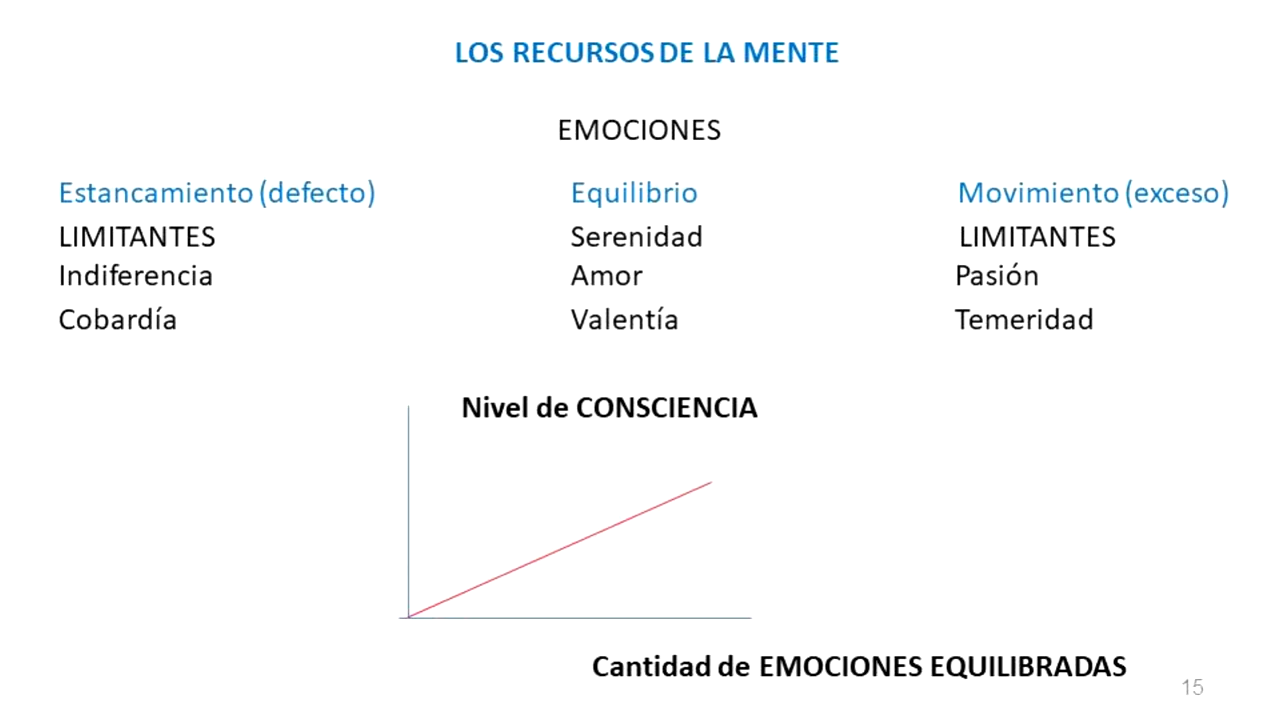 LOS RECURSOS DE LA MENTE
EMOCIONES
Estancamiento (defecto) Equilibrio Movimiento (exceso)
LIMITANTES Serenidad LIMITANTES
Indiferencia Amor Pasión
Cobardía Valentía Temeridad
Nivel de CONSCIENCIA
Cantidad de EMOCIONES EQUILIBRADAS
15